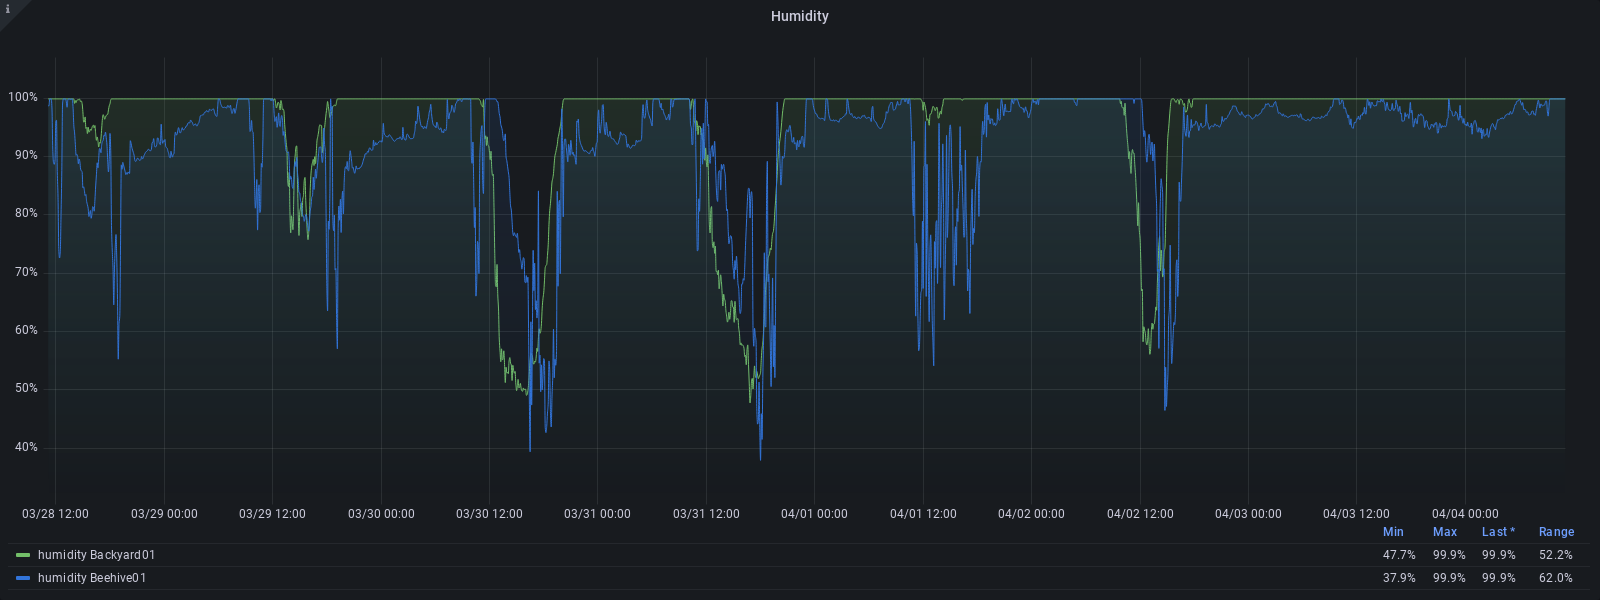 i
Humidity
100%
90%
80%
70%
60%
50%
40%
03/28 12:00 03/29 00:00 03/29 12:00 03/30 00:00 03/30 12:00 03/31 00:00 03/31 12:00 04/01 00:00 04/01 12:00 04/02 00:00 04/02 12:00 04/03 00:00 04/03 12:00 04/04 00:00
Min Max Last * Range
humidity Backyard01 47.7% 99.9% 99.9% 52.2%
humidity Beehive01 37.9% 99.9% 99.9% 62.0%